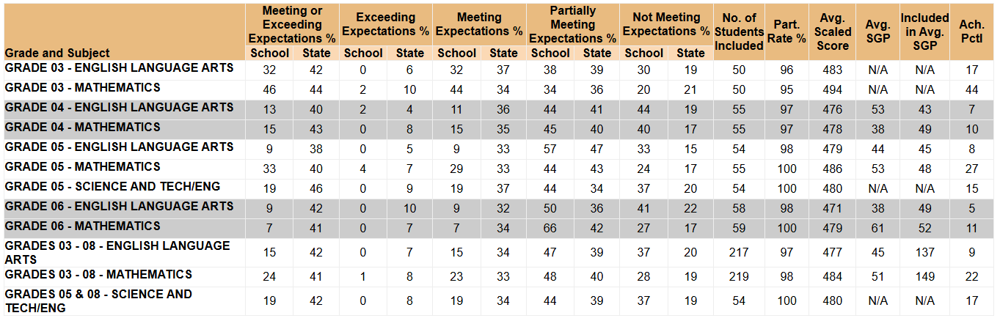 Grade and Subject Meeting or Exceeding Expectations % Exceeding Expectations % Meeting Expectations % Partially Meeting Expectations % Not Meeting Expectations % No. of Students Included Part. Rate % Avg. Scaled Score Avg. SGP Included in Avg. SGP Ach. Pctl
School State School State School State School State School State
GRADE 03 - ENGLISH LANGUAGE ARTS 32 42 0 6 32 37 38 39 30 19 50 96 483 N/A N/A 17
GRADE 03 - MATHEMATICS 46 44 2 10 44 34 34 36 20 21 50 95 494 N/A N/A 44
GRADE 04 - ENGLISH LANGUAGE ARTS 13 40 2 4 11 36 44 41 44 19 55 97 476 53 43 7
GRADE 04 - MATHEMATICS 15 43 0 8 15 35 45 40 40 17 55 97 478 38 49 10
GRADE 05 - ENGLISH LANGUAGE ARTS 9 38 0 5 9 33 57 47 33 15 54 98 479 44 45 8
GRADE 05 - MATHEMATICS 33 40 4 7 29 33 44 43 24 17 55 100 486 53 48 27
GRADE 05 - SCIENCE AND TECH/ENG 19 46 0 9 19 37 44 34 37 20 54 100 480 N/A N/A 15
GRADE 06 - ENGLISH LANGUAGE ARTS 9 42 0 10 9 32 50 36 41 22 58 98 471 38 49 5
GRADE 06 - MATHEMATICS 7 41 0 7 7 34 66 42 27 17 59 100 479 61 52 11
GRADES 03 - 08 - ENGLISH LANGUAGE ARTS 15 42 0 7 15 34 47 39 37 20 217 97 477 45 137 9
GRADES 03 - 08 - MATHEMATICS 24 41 1 8 23 33 48 40 28 19 219 98 484 51 149 22
GRADES 05 & 08 - SCIENCE AND TECH/ENG 19 42 0 8 19 34 44 39 37 19 54 100 480 N/A N/A 17